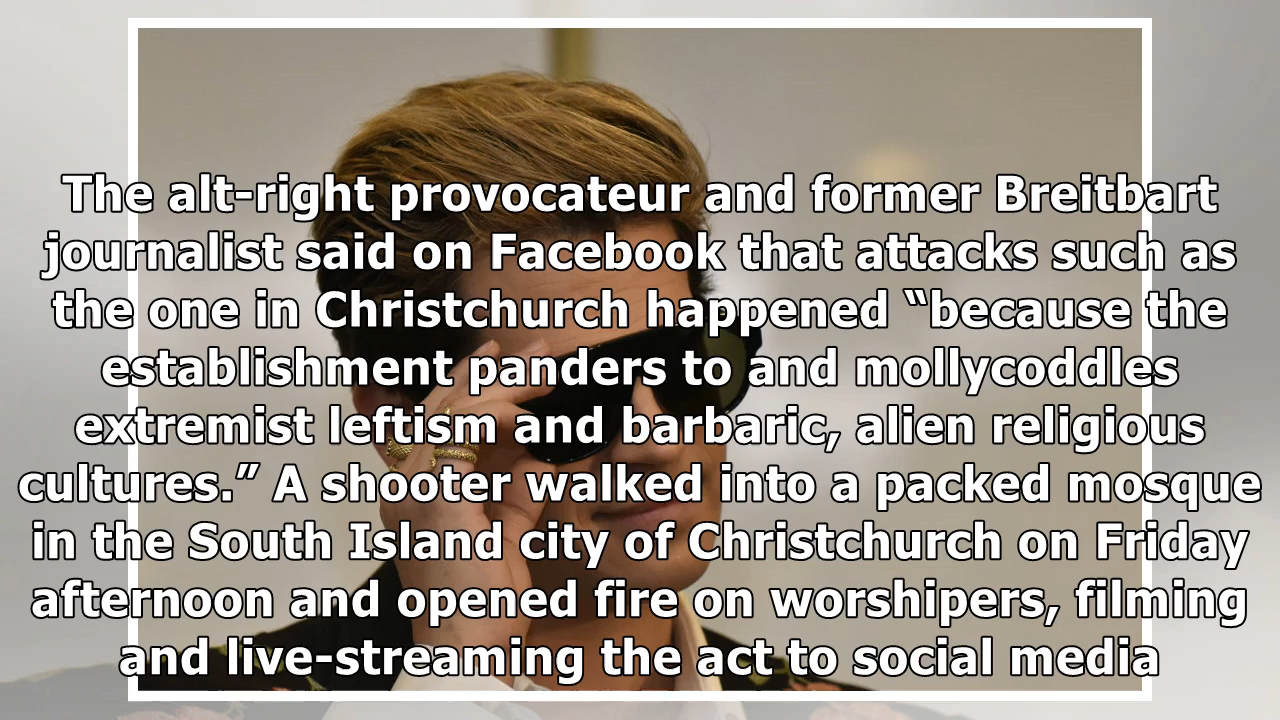 The alt-right provocateur and former Breitbart
journalist said on Facebook that attacks such as
the one in Christchurch happened “because the
establishment panders to and mollycoddles
extremist leftism and barbaric, alien religious
cultures.” A shooter walked into a packed mosque
in the South Island city of Christchurch on Friday
afternoon and opened fire on worshipers, filming
and live-streaming the act to social media